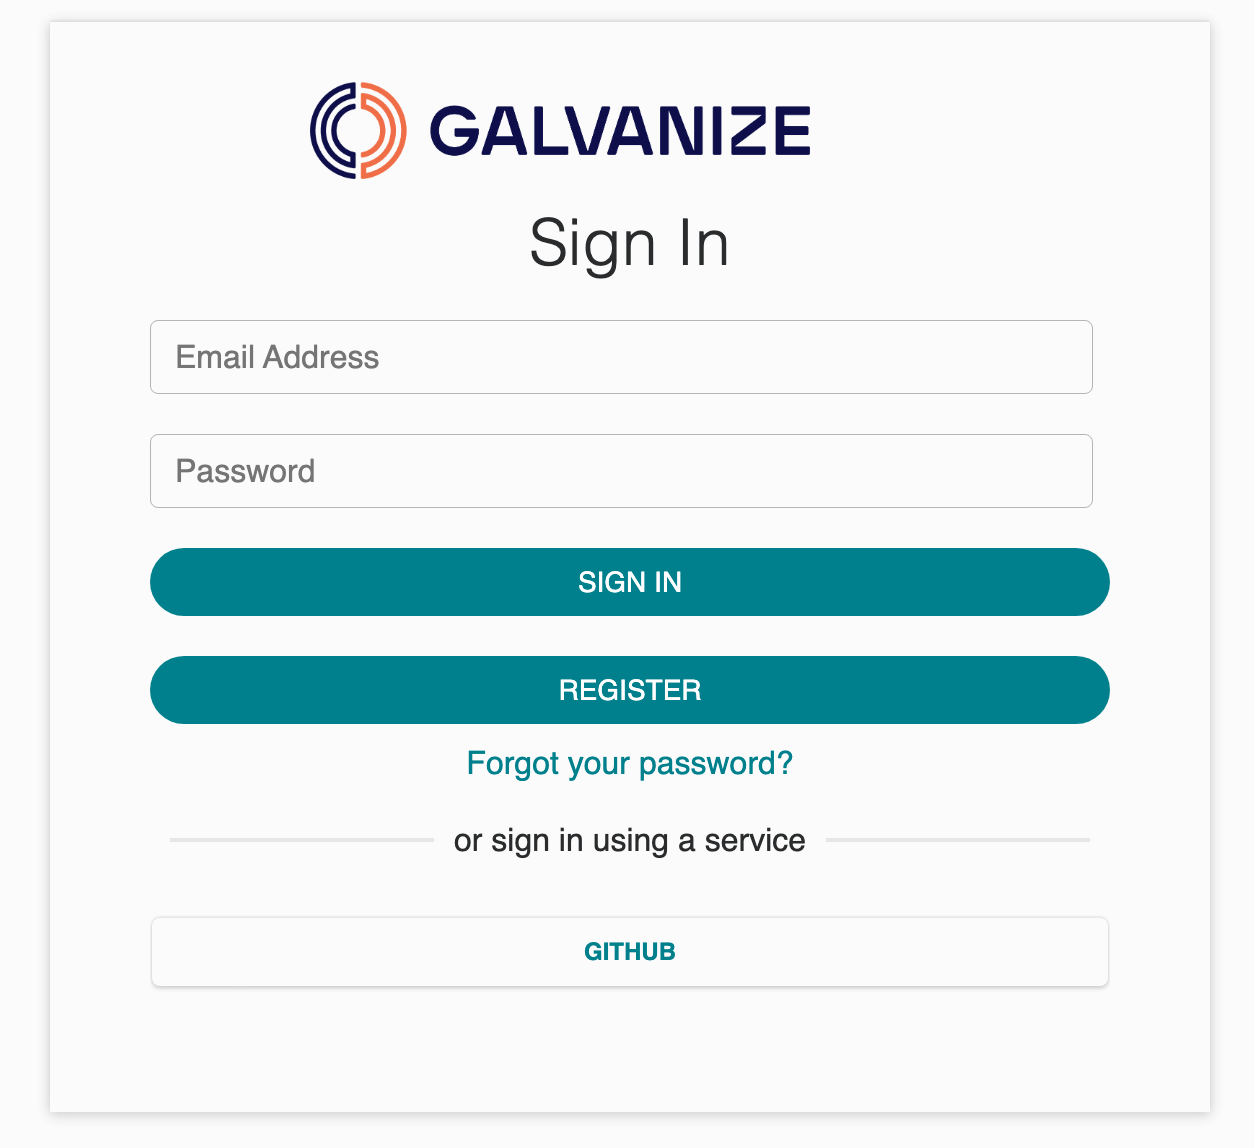 GALVANIZE
Sign In
Email Address
Password
SIGN IN
REGISTER
Forgot your password?
or sign in using a service
GITHUB